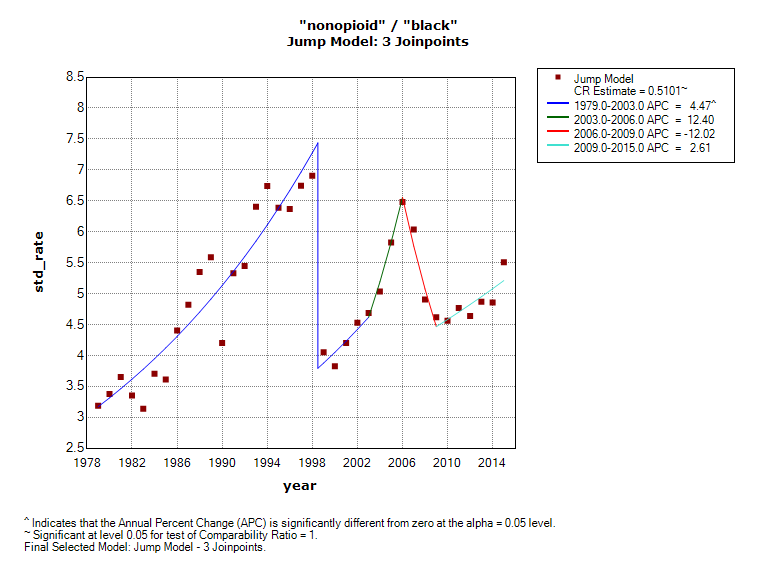 "nonopioid" / "black"
Jump Model: 3 Joinpoints
8.5
8
7.5
7
6.5
6
5.5
5
4.5
4
3.5
3
2.5
std_rate
1978 1982 1986 1990 1994 1998 2002 2006 2010 2014
year
Jump Model
CR Estimate = 0.5101~
1979.0-2003.0 APC = 4.47^
2003.0-2006.0 APC = 12.40
2006.0-2009.0 APC = -12.02
2009.0-2015.0 APC = 2.61
^ Indicates that the Annual Percent Change (APC) is significantly different from zero at the alpha = 0.05 level.
~ Significant at level 0.05 for test of Comparability Ratio = 1.
Final Selected Model: Jump Model - 3 Joinpoints.